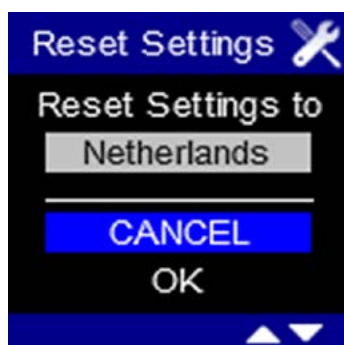 Reset Settings
Reset Settings to
Netherlands
CANCEL
OK